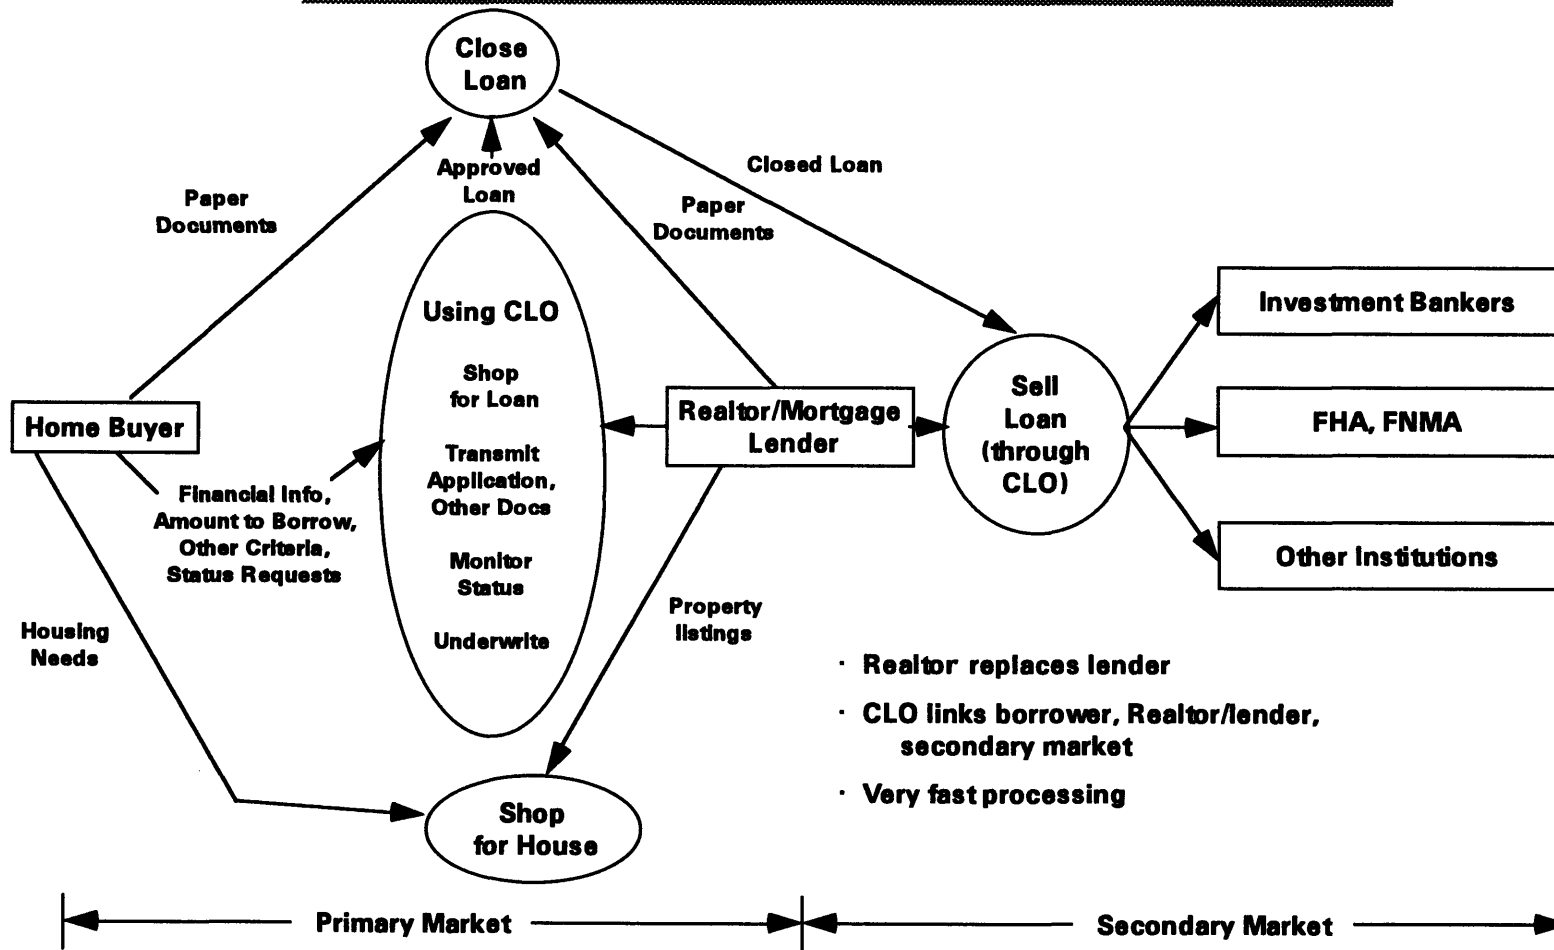 Close
Loan
Approved
Loan
Closed Loan
Paper
Documents
Paper
Documents
Using CLO
Shop
for Loan
Transmit
Application,
Other Docs
Monitor
Status
Underwrite
Home Buyer
Financial Info,
Amount to Borrow,
Other Criteria,
Status Requests
Housing
Needs
Realtor/Mortgage
Lender
Property
listings
Sell
Loan
(through
CLO)
Investment Bankers
FHA, FNMA
Other Institutions
Shop
for House
· Realtor replaces lender
· CLO links borrower, Realtor/lender,
secondary market
· Very fast processing
Primary Market
Secondary Market